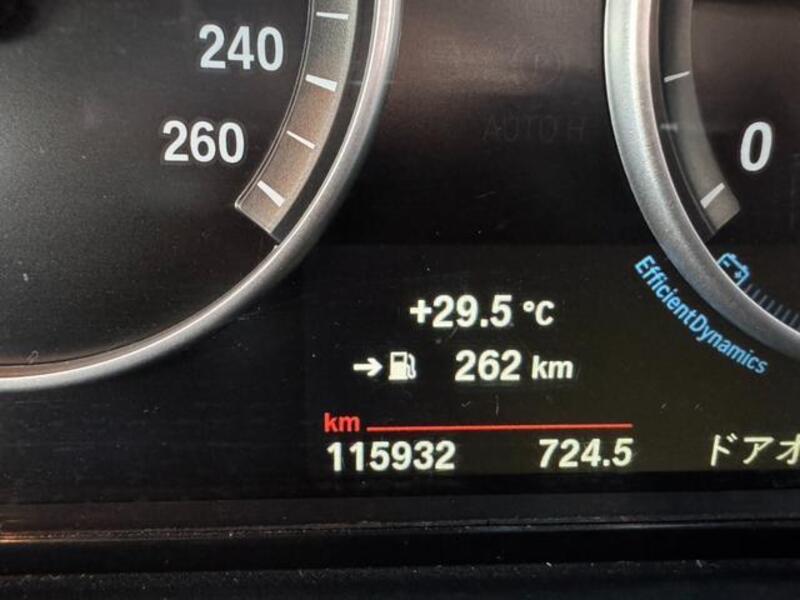 240
260
AUTO H
0
EfficientDynamics
+29.5 °C
→ 262 km
km
115932 724.5 ドアオ